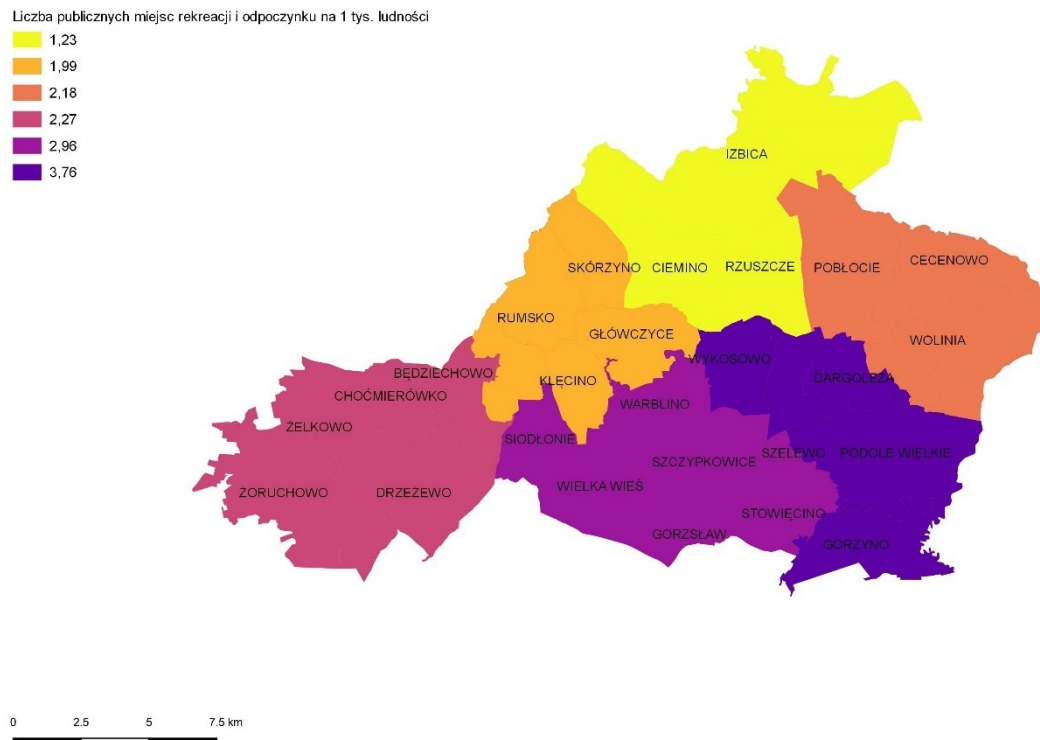 Liczba publicznych miejsc rekreacji i odpoczynku na 1 tys. ludności
1,23
1,99
2,18
2,27
2,96
3,76
IZBICA
SKÓRZYNO CIEMINO RZUSZCZE POBŁOCIE CECENOWO
RUMSKO
GŁÓWCZYCE
WOLINIA
WYKOSOWO
BĘDZIECHOWO KLĘCINO DARGOLEZA
CHOĆMIERÓWKO WARBLINO
ŻELKOWO
SIODŁONIE
SZCZYPKOWICE SZELEWO PODOLE WIELKIE
ŻORUCHOWO DRZEŻEWO WIELKA WIEŚ
STOWIĘCINO
GORZSŁAW
GORZYNO
0 2.5 5 7.5 km